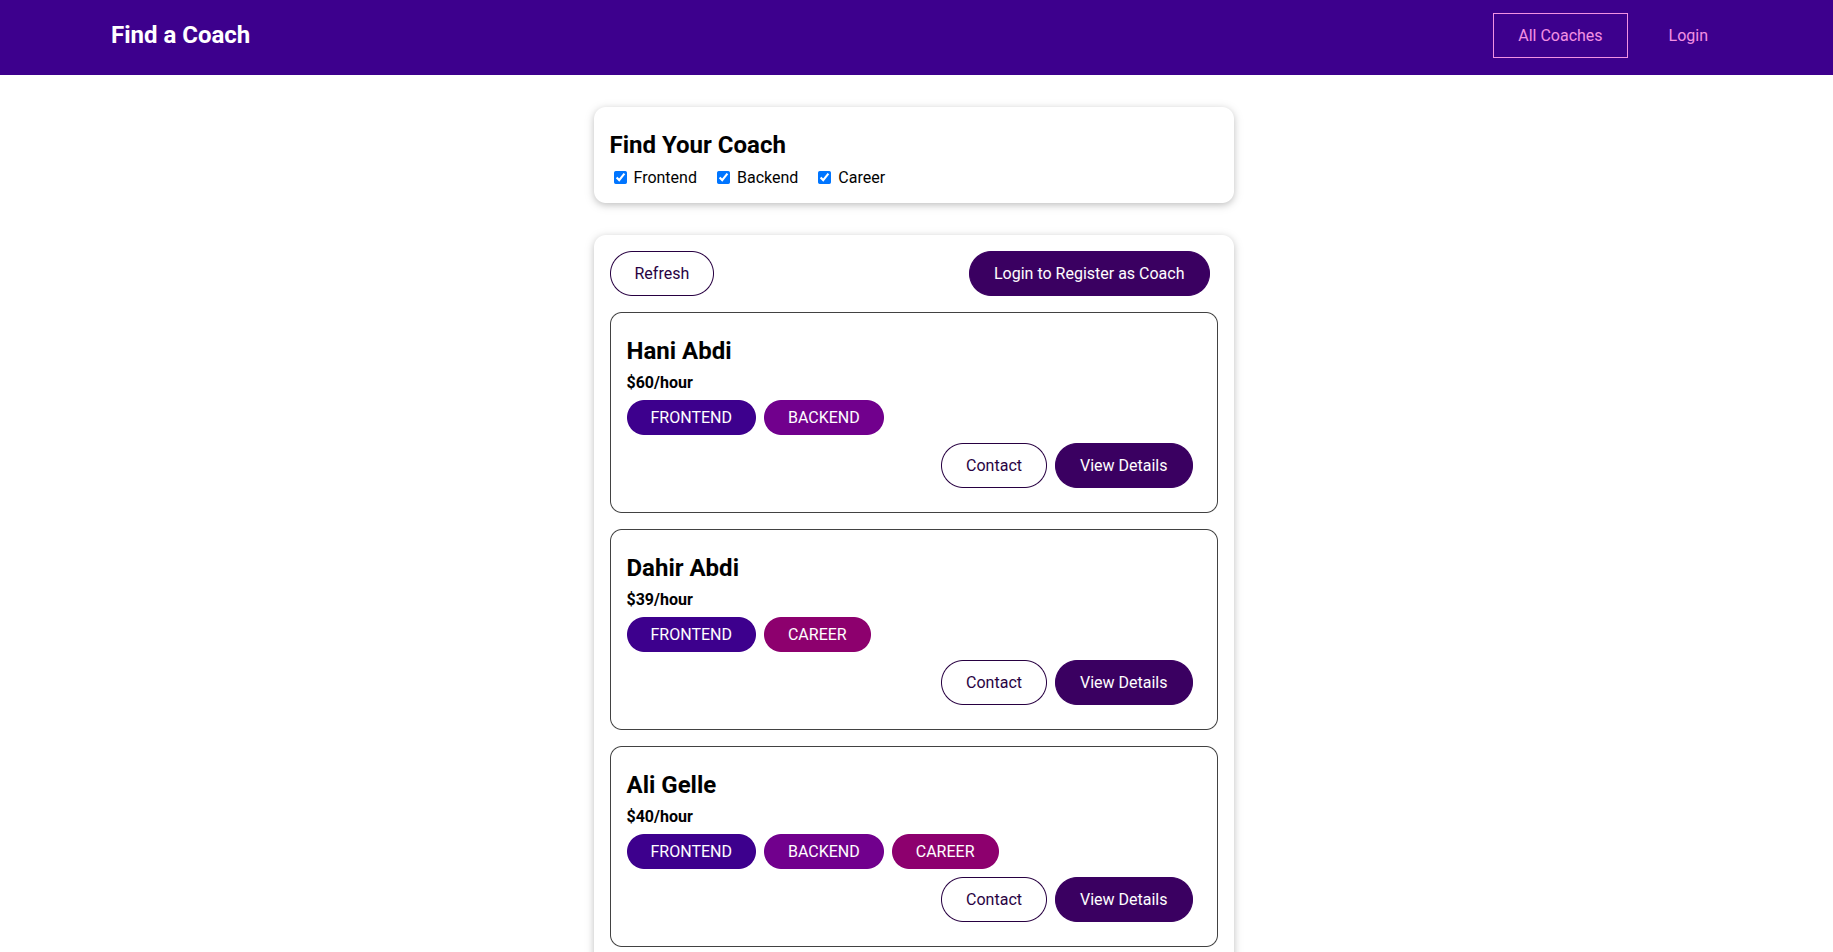 Find a Coach All Coaches Login
Find Your Coach
Frontend Backend Career
Refresh Login to Register as Coach
Hani Abdi
$60/hour
FRONTEND BACKEND
Contact View Details
Dahir Abdi
$39/hour
FRONTEND CAREER
Contact View Details
Ali Gelle
$40/hour
FRONTEND BACKEND CAREER
Contact View Details